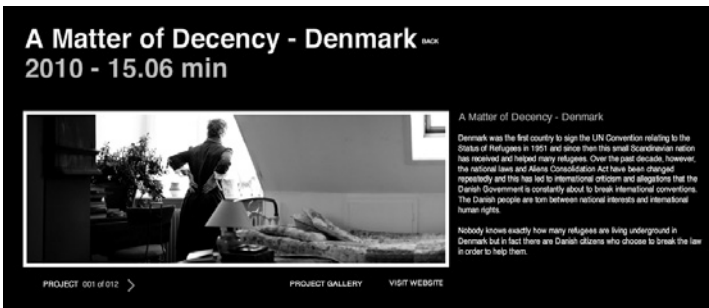 A Matter of Decency - Denmark BACK
2010 - 15.06 min
A Matter of Decency - Denmark
Denmark was the first country to sign the UN Convention relating to the
Status of Refugees in 1951 and since then this small Scandinavian nation
has received and helped many refugees. Over the past decade, however,
the national laws and Aliens Consolidation Act have been changed
repeatedly and this has led to international criticism and allegations that the
Danish Government is constantly about to break international conventions.
The Danish people are torn between national interests and international
human rights.
Nobody knows exactly how many refugees are living underground in
Denmark but in fact there are Danish citizens who choose to break the law
in order to help them.
PROJECT 001 of 012
PROJECT GALLERY
VISIT WEBSITE